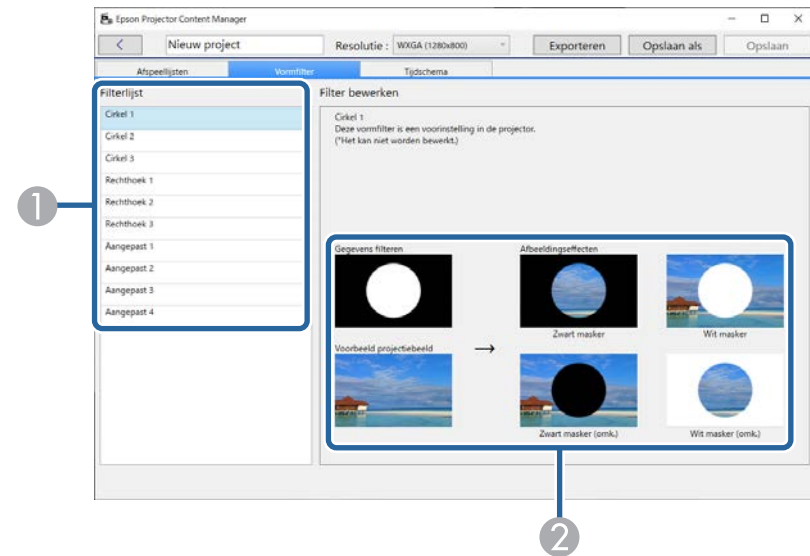 Epson Projector Content Manager
Nieuw project
Resolutie : WXGA (1280x800)
Exporteren
Opslaan als
Opslaan
Afspeellijsten
Vormfilter
Tijdschema
Filterlijst
Cirkel 1
Cirkel 2
Cirkel 3
Rechthoek 1
Rechthoek 2
Rechthoek 3
Aangepast 1
Aangepast 2
Aangepast 3
Aangepast 4
Filter bewerken
Cirkel 1
Deze vormfilter is een voorinstelling in de projector.
(*Het kan niet worden bewerkt.)
Gegevens filteren
Afbeeldingseffecten
Zwart masker
Wit masker
Voorbeeld projectiebeeld
→
Zwart masker (omk.)
Wit masker (omk.)
1
2